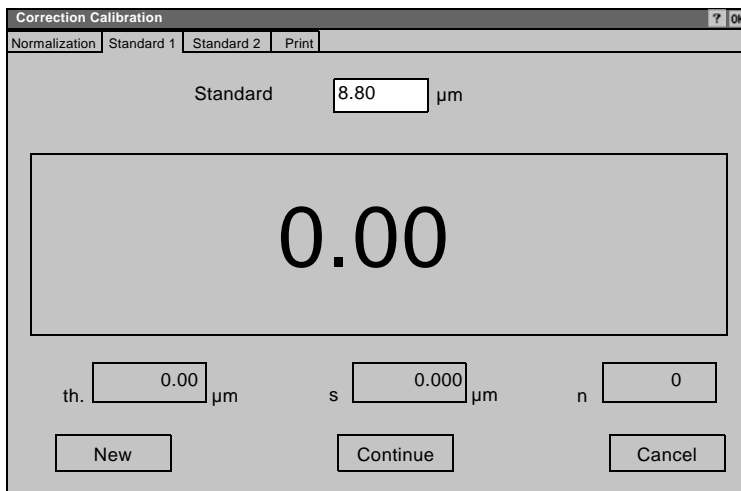 Correction Calibration ? OK
Normalization Standard 1 Standard 2 Print
Standard 8.80 µm
0.00
th. 0.00 µm s 0.000 µm n 0
New Continue Cancel